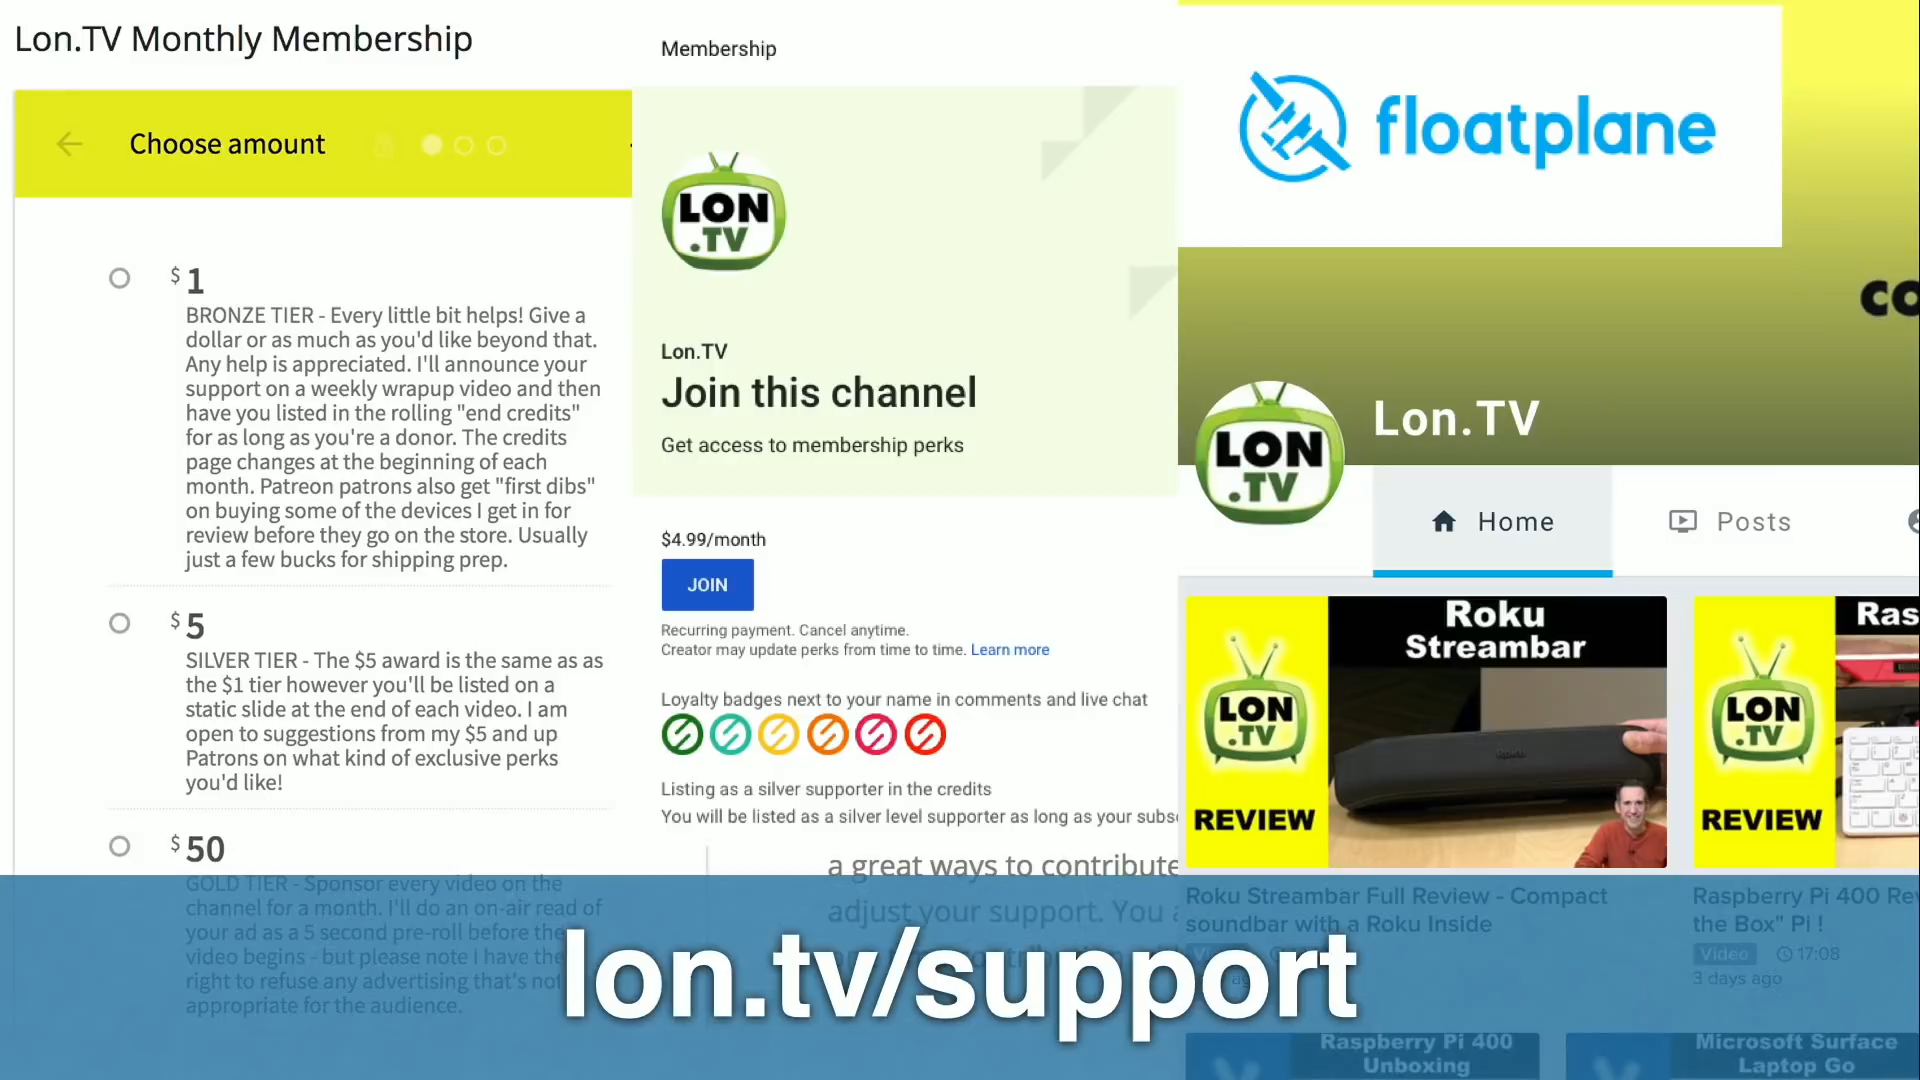 Lon.TV Monthly Membership
Choose amount
$ 1
BRONZE TIER - Every little bit helps! Give a
dollar or as much as you'd like beyond that.
Any help is appreciated. I'll announce your
support on a weekly wrapup video and then
have you listed in the rolling "end credits"
for as long as you're a donor. The credits
page changes at the beginning of each
month. Patreon patrons also get "first dibs"
on buying some of the devices I get in for
review before they go on the store. Usually
just a few bucks for shipping prep.
$ 5
SILVER TIER - The $5 award is the same as as
the $1 tier however you'll be listed on a
static slide at the end of each video. I am
open to suggestions from my $5 and up
Patrons on what kind of exclusive perks
you'd like!
$ 50
GOLD TIER - Sponsor every video on the
channel for a month. I'll do an on-air read of
your ad as a 5 second pre-roll before the
video begins - but please note I have the
right to refuse any advertising that's not
appropriate for the audience.
Membership
LON
.TV
Lon.TV
Join this channel
Get access to membership perks
$4.99/month
JOIN
Recurring payment. Cancel anytime.
Creator may update perks from time to time. Learn more
Loyalty badges next to your name in comments and live chat
Listing as a silver supporter in the credits
You will be listed as a silver level supporter as long as your subs
a great ways to contribute
adjust your support. You
floatplane
CO
LON
.TV
Lon.TV
Home
Posts
LON
.TV
REVIEW
Roku
Streambar
Roku Streambar Full Review - Compact
soundbar with a Roku Inside
LON
.TV
REVIEW
Ras
Raspberry Pi 400 Re
the Box" Pi !
Video 17:08
3 days ago
Raspberry Pi 400
Unboxing
Microsoft Surface
Laptop Go
lon.tv/support